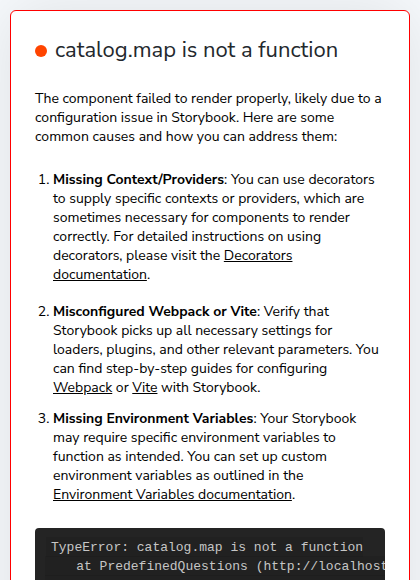 catalog.map is not a function
The component failed to render properly, likely due to a
configuration issue in Storybook. Here are some
common causes and how you can address them:
1. Missing Context/Providers: You can use decorators
to supply specific contexts or providers, which are
sometimes necessary for components to render
correctly. For detailed instructions on using
decorators, please visit the Decorators
documentation.
2. Misconfigured Webpack or Vite: Verify that
Storybook picks up all necessary settings for
loaders, plugins, and other relevant parameters. You
can find step-by-step guides for configuring
Webpack or Vite with Storybook.
3. Missing Environment Variables: Your Storybook
may require specific environment variables to
function as intended. You can set up custom
environment variables as outlined in the
Environment Variables documentation.
TypeError: catalog.map is not a function
at PredefinedQuestions (http://localhost